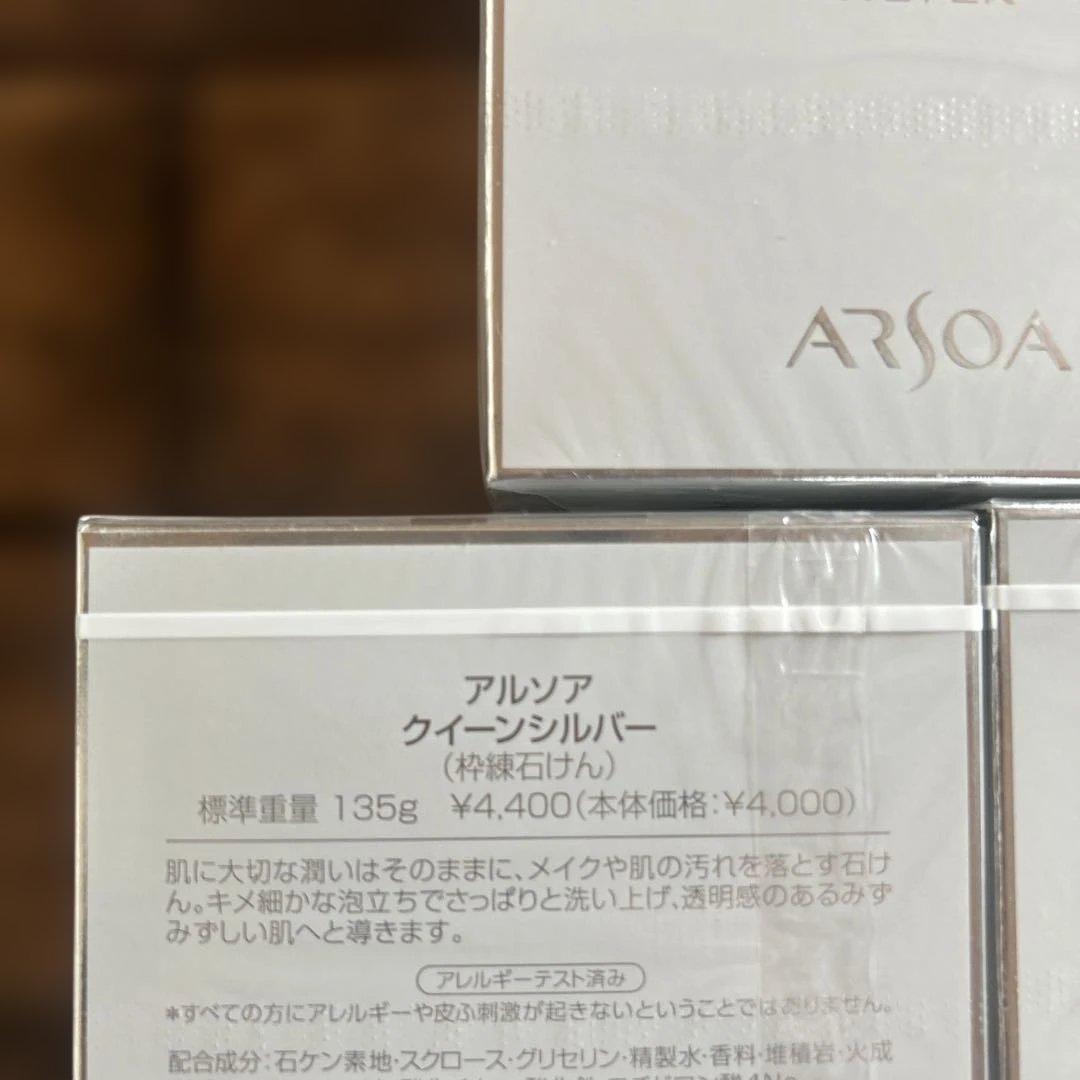 ARSOA
アルソア
クイーンシルバー
(枠練石けん)
標準重量 135g ¥4,400(本体価格:¥4,000)
肌に大切な潤いはそのままに、メイクや肌の汚れを落とす石け
ん。キメ細かな泡立ちでさっぱりと洗い上げ、透明感のあるみず
みずしい肌へと導きます。
アレルギーテスト済み
*すべての方にアレルギーや皮ふ刺激が起きないということではありません。
配合成分:石ケン素地・スクロース・グリセリン・精製水・香料・堆積岩・火成